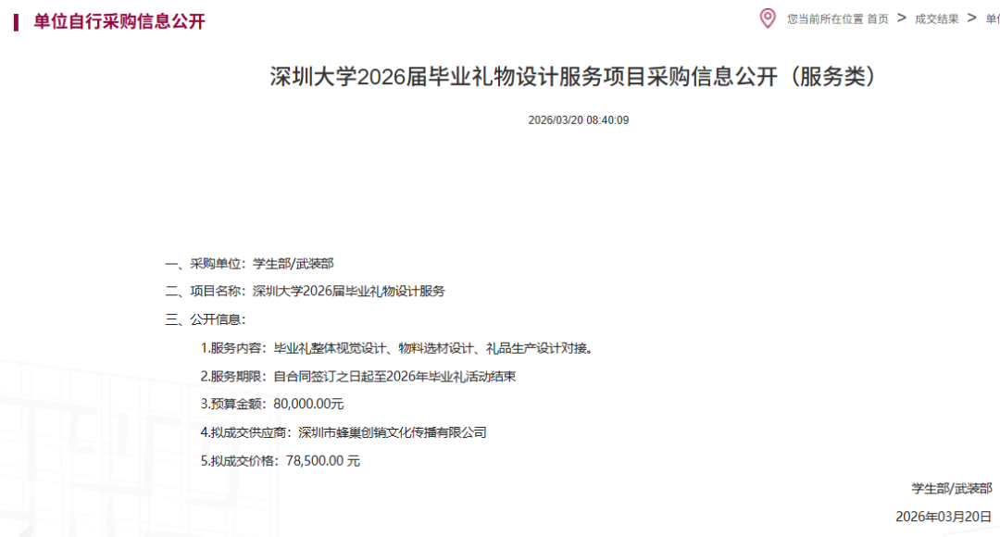 单位自行采购信息公开
您当前所在位置 首页 > 成交结果 > 单
深圳大学2026届毕业礼物设计服务项目采购信息公开（服务类）
2026/03/20 08:40:09
一、采购单位：学生部/武装部
二、项目名称：深圳大学2026届毕业礼物设计服务
三、公开信息：
1.服务内容：毕业礼整体视觉设计、物料选材设计、礼品生产设计对接。
2.服务期限：自合同签订之日起至2026年毕业礼活动结束
3.预算金额：80,000.00元
4.拟成交供应商：深圳市蜂巢创销文化传播有限公司
5.拟成交价格：78,500.00 元
学生部/武装部
2026年03月20日